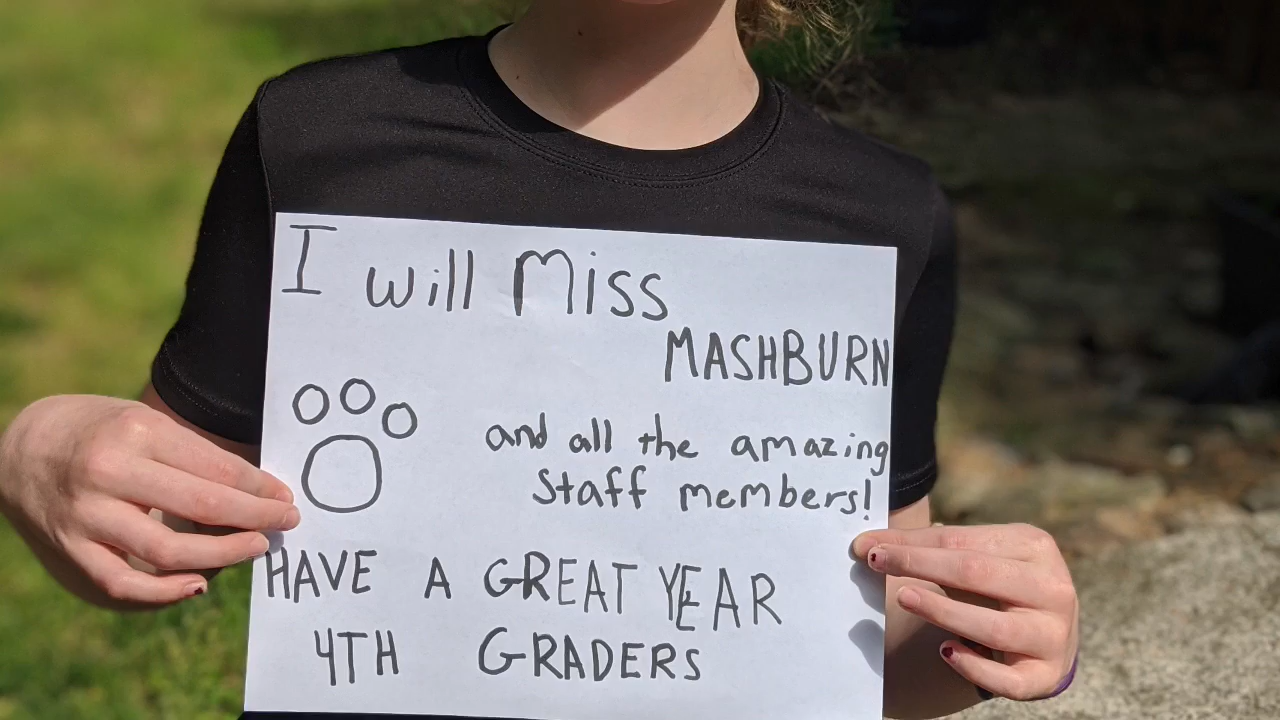 I will Miss
MASHBURN
and all the amazing
Staff members!
HAVE A GREAT YEAR
4TH GRADERS